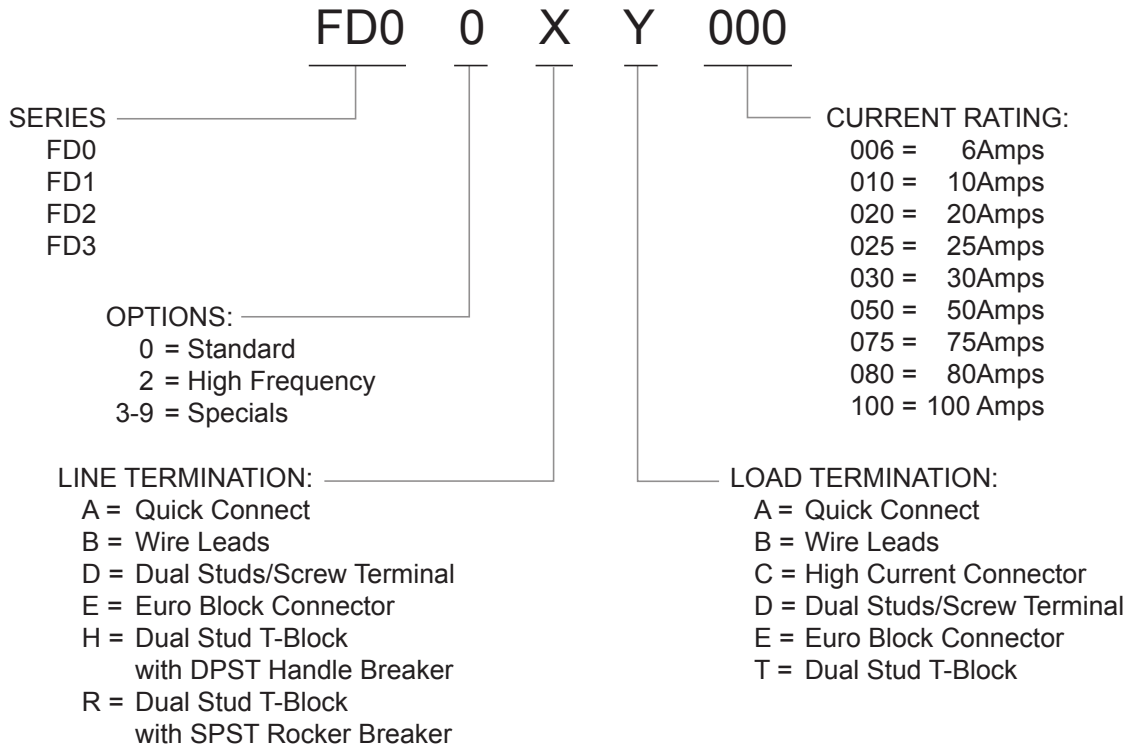 FD0 0 X Y 000
SERIES
FD0
FD1
FD2
FD3
CURRENT RATING:
006 = 6Amps
010 = 10Amps
020 = 20Amps
025 = 25Amps
030 = 30Amps
050 = 50Amps
075 = 75Amps
080 = 80Amps
100 = 100 Amps
OPTIONS:
0 = Standard
2 = High Frequency
3-9 = Specials
LINE TERMINATION:
A = Quick Connect
B = Wire Leads
D = Dual Studs/Screw Terminal
E = Euro Block Connector
H = Dual Stud T-Block
with DPST Handle Breaker
R = Dual Stud T-Block
with SPST Rocker Breaker
LOAD TERMINATION:
A = Quick Connect
B = Wire Leads
C = High Current Connector
D = Dual Studs/Screw Terminal
E = Euro Block Connector
T = Dual Stud T-Block